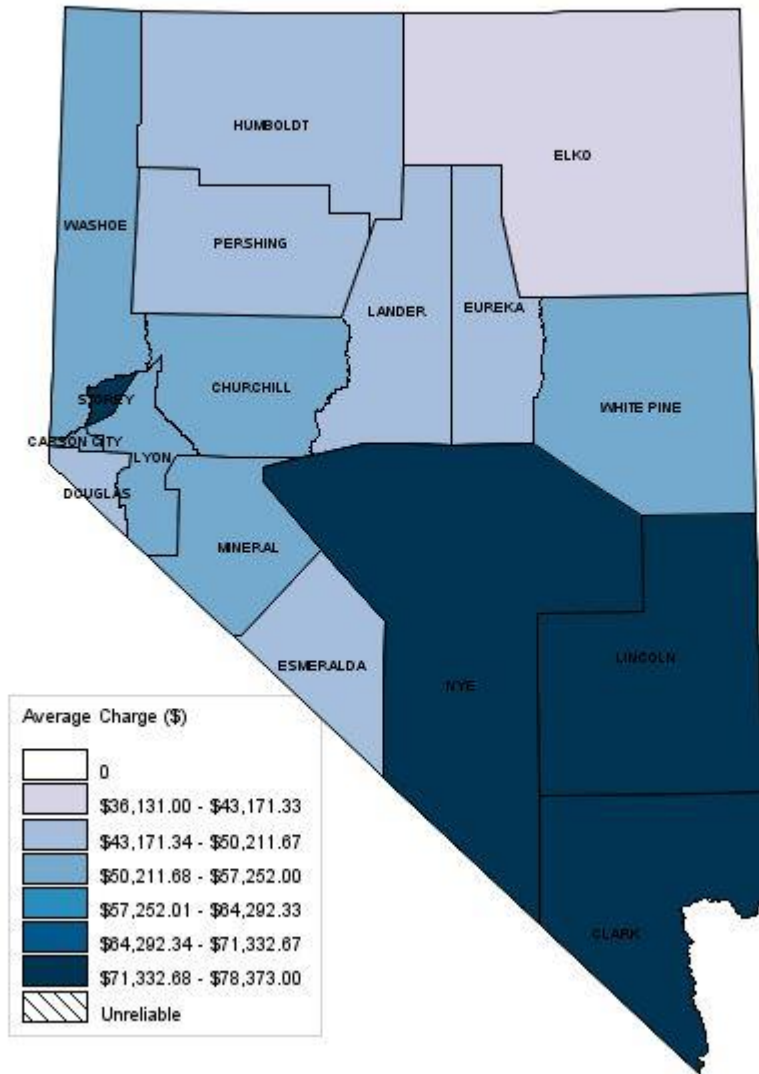 HUMBOLDT
ELKO
WASHOE
PERSHING
LANDER
EUREKA
CHURCHILL
STOREY
WHITE PINE
CARSON CITY
LYON
DOUGLAS
MINERAL
ESMERALDA
NYE
LINCOLN
CLARK
Average Charge ($)
0
$36,131.00 - $43,171.33
$43,171.34 - $50,211.67
$50,211.68 - $57,252.00
$57,252.01 - $64,292.33
$64,292.34 - $71,332.67
$71,332.68 - $78,373.00
Unreliable